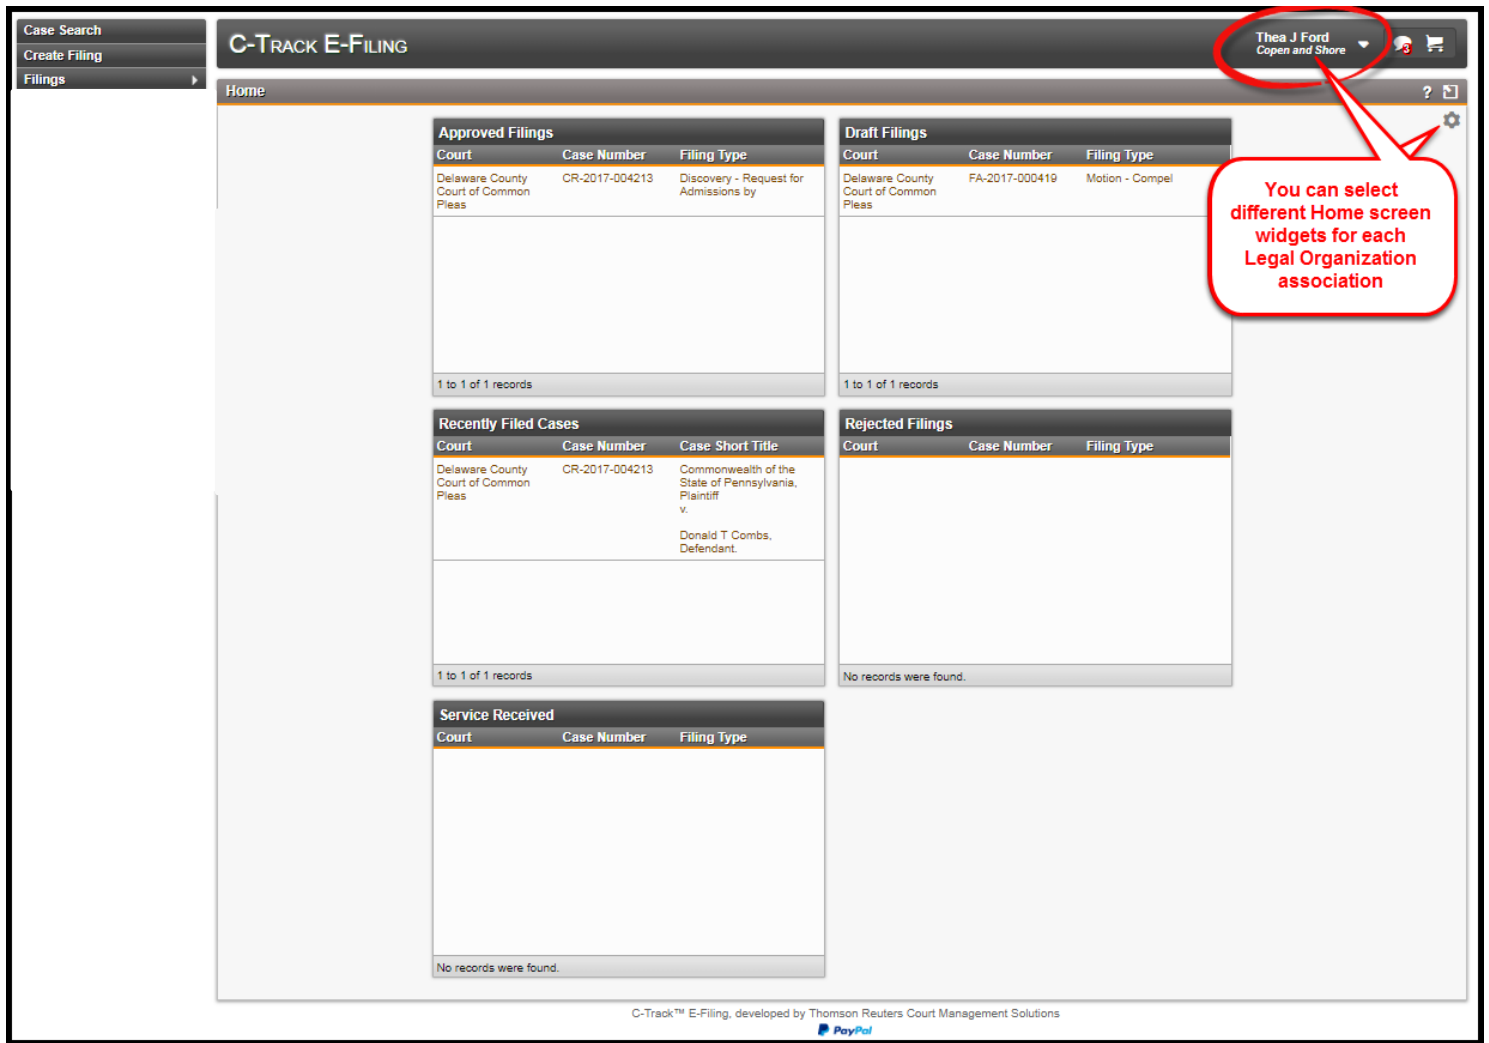 Case Search
Create Filing
Filings
C-Track E-Filing
Thea J Ford
Copen and Shore
3
Home
?
You can select
different Home screen
widgets for each
Legal Organization
association
Approved Filings
Court Case Number Filing Type
Delaware County CR-2017-004213 Discovery - Request for
Court of Common Admissions by
Pleas
1 to 1 of 1 records
Draft Filings
Court Case Number Filing Type
Delaware County FA-2017-000419 Motion - Compel
Court of Common
Pleas
1 to 1 of 1 records
Recently Filed Cases
Court Case Number Case Short Title
Delaware County CR-2017-004213 Commonwealth of the
Court of Common State of Pennsylvania,
Pleas Plaintiff
v.
Donald T Combs,
Defendant.
1 to 1 of 1 records
Rejected Filings
Court Case Number Filing Type
No records were found.
Service Received
Court Case Number Filing Type
No records were found.
C-Track™ E-Filing, developed by Thomson Reuters Court Management Solutions
PayPal